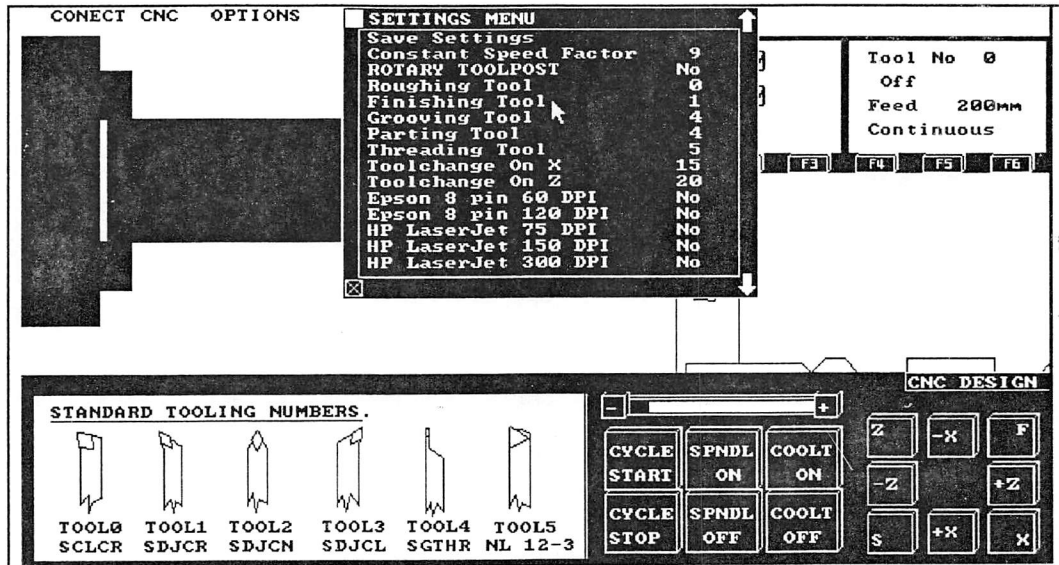 CONECT CNC OPTIONS
SETTINGS MENU
Save Settings
Constant Speed Factor 9
ROTARY TOOLPOST No
Roughing Tool 0
Finishing Tool 1
Grooving Tool 4
Parting Tool 4
Threading Tool 5
Toolchange On X 15
Toolchange On Z 20
Epson 8 pin 60 DPI No
Epson 8 pin 120 DPI No
HP LaserJet 75 DPI No
HP LaserJet 150 DPI No
HP LaserJet 300 DPI No
Tool No 0
Off
Feed 200mm
Continuous
F3 F4 F5 F6
CNC DESIGN
STANDARD TOOLING NUMBERS.
TOOL0 TOOL1 TOOL2 TOOL3 TOOL4 TOOL5
SCLCR SDJCR SDJCN SDJCL SGTHR NL 12-3
- +
CYCLE START
SPNDL ON
COOLT ON
CYCLE STOP
SPNDL OFF
COOLT OFF
Z -X F
-Z +Z
S +X X